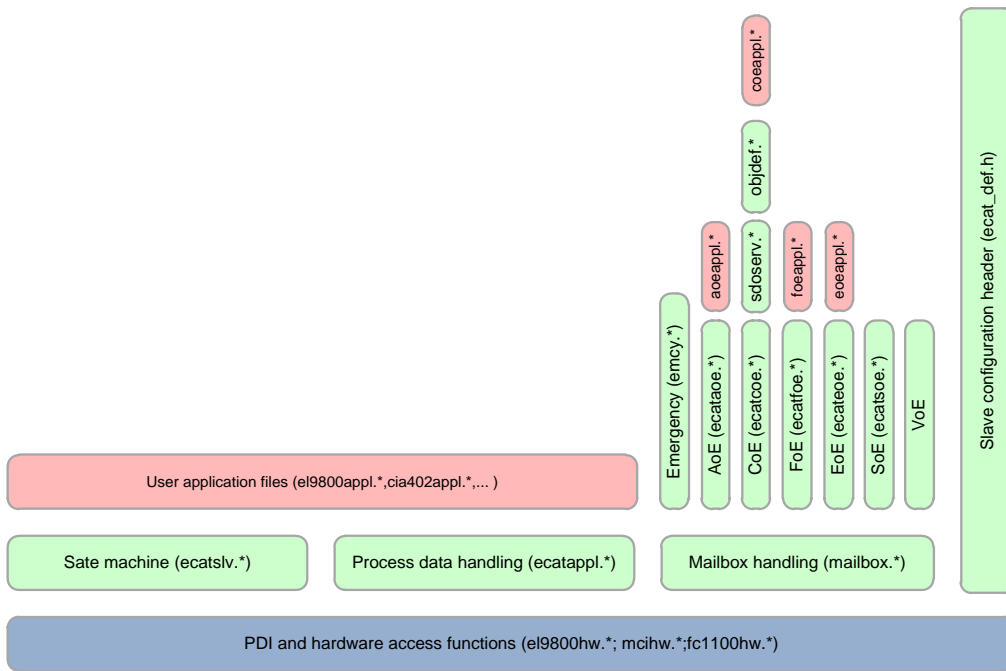 coeappl.*
objdef.*
aoeappl.*
sdoserv.*
foeappl.*
eoeappl.*
Emergency (emcy.*)
AoE (ecataoe.*)
CoE (ecatcoe.*)
FoE (ecatfoe.*)
EoE (ecateoe.*)
SoE (ecatsoe.*)
VoE
Slave configuration header (ecat_def.h)
User application files (el9800appl.*,cia402appl.*,... )
Sate machine (ecatslv.*)
Process data handling (ecatappl.*)
Mailbox handling (mailbox.*)
PDI and hardware access functions (el9800hw.*; mcihw.*;fc1100hw.*)